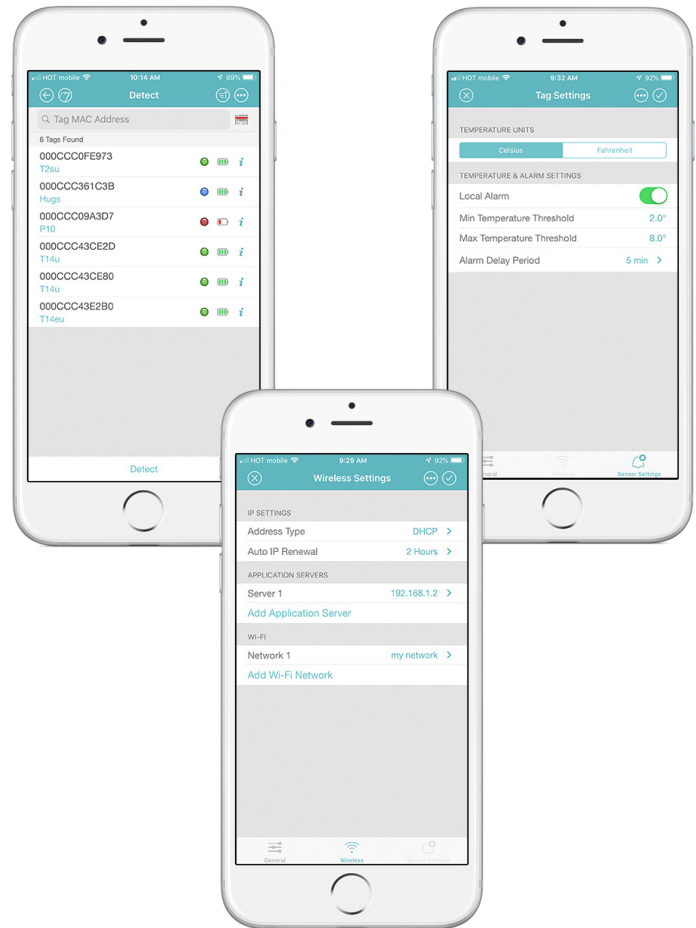 HOT mobile 10:14 AM 89%
Detect
Tag MAC Address
6 Tags Found
000CCC0FE973
T2su
000CCC361C3B
Hugs
000CCC09A3D7
P10
000CCC43CE2D
T14u
000CCC43CE80
T14u
000CCC43E2B0
T14eu
Detect
HOT mobile 9:32 AM 92%
Tag Settings
TEMPERATURE UNITS
Celsius Fahrenheit
TEMPERATURE & ALARM SETTINGS
Local Alarm
Min Temperature Threshold 2.0°
Max Temperature Threshold 8.0°
Alarm Delay Period 5 min >
Wireless Sensor Settings
HOT mobile 9:29 AM 92%
Wireless Settings
IP SETTINGS
Address Type DHCP >
Auto IP Renewal 2 Hours >
APPLICATION SERVERS
Server 1 192.168.1.2 >
Add Application Server
WI-FI
Network 1 my network >
Add Wi-Fi Network
General Wireless Sensor Settings